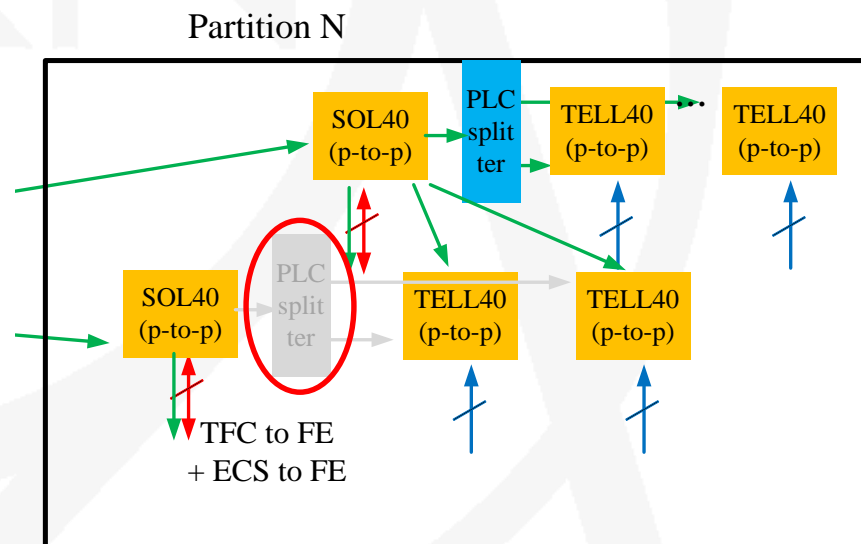 Partition N
SOL40
(p-to-p)
PLC
split
ter
TELL40
(p-to-p)
...
TELL40
(p-to-p)
SOL40
(p-to-p)
PLC
split
ter
TELL40
(p-to-p)
TELL40
(p-to-p)
TFC to FE
+ ECS to FE